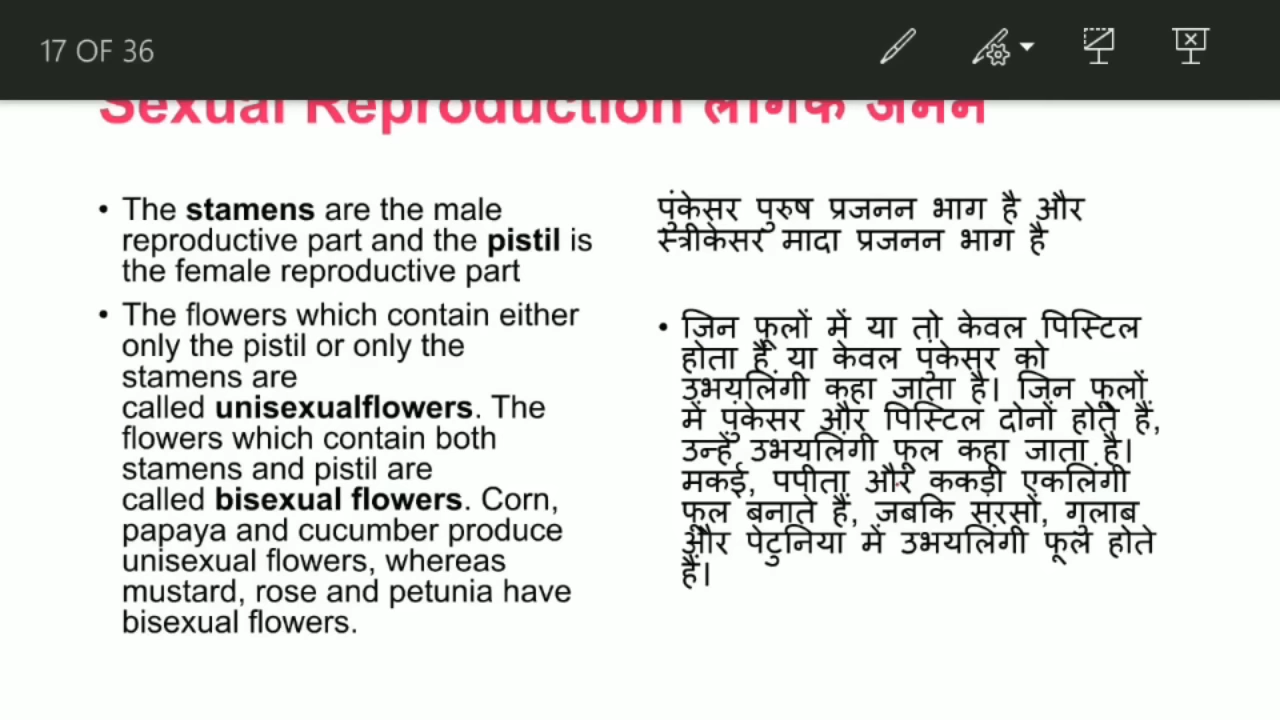 17 OF 36
Sexual Reproduction लैंगिक जनन
• The stamens are the male
reproductive part and the pistil is
the female reproductive part
• The flowers which contain either
only the pistil or only the
stamens are
called unisexualflowers. The
flowers which contain both
stamens and pistil are
called bisexual flowers. Corn,
papaya and cucumber produce
unisexual flowers, whereas
mustard, rose and petunia have
bisexual flowers.
पुंकेसर पुरुष प्रजनन भाग है और
स्त्रीकेसर मादा प्रजनन भाग है
• जिन फूलों में या तो केवल पिस्टिल
होता है या केवल पुंकेसर को
उभयलिंगी कहा जाता है। जिन फूलों
में पुंकेसर और पिस्टिल दोनों होते हैं,
उन्हें उभयलिंगी फूल कहा जाता है।
मकई, पपीता और ककड़ी एकलिंगी
फूल बनाते हैं, जबकि सरसों, गुलाब
और पेटुनिया में उभयलिंगी फूल होते
हैं।